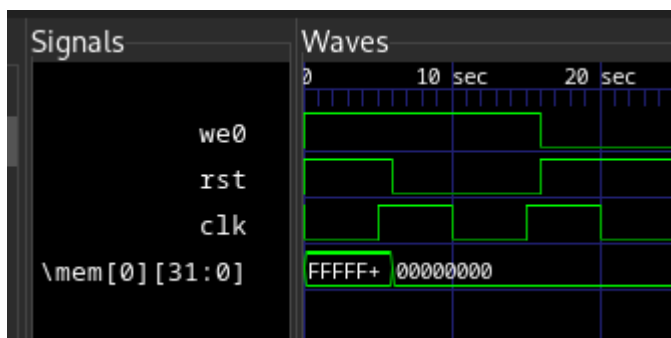 Signals
Waves
0 10 sec 20 sec
we0
rst
clk
\mem[0][31:0]
FFFFF+ 00000000